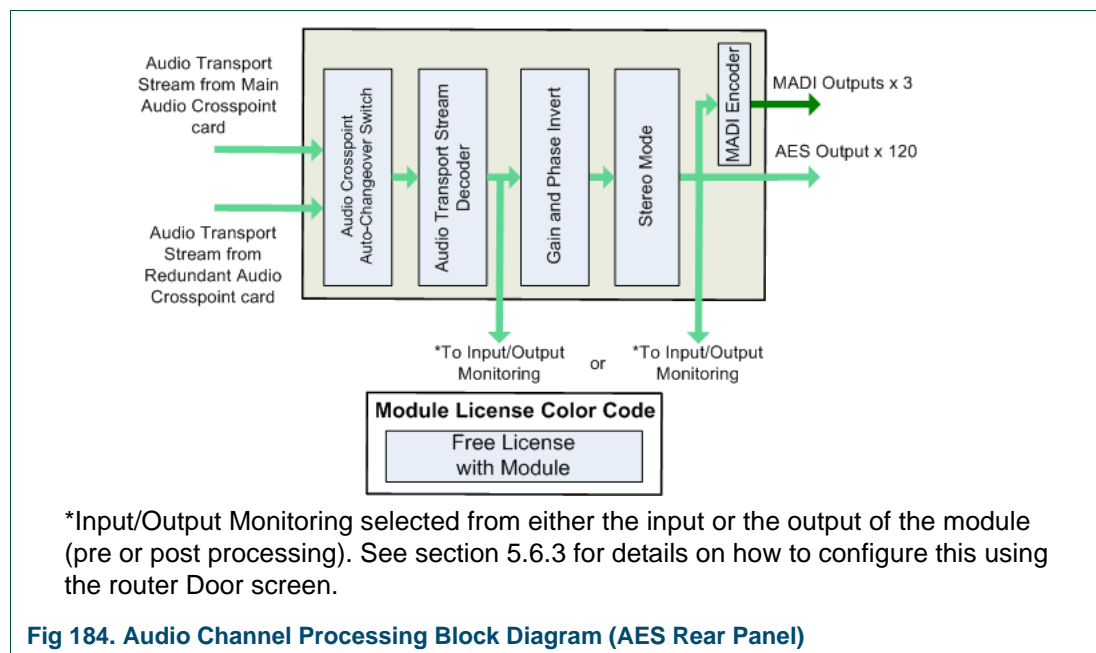 Audio Transport
Stream from Main
Audio Crosspoint
card
Audio Transport
Stream from
Redundant Audio
Crosspoint card
Audio Crosspoint
Auto-Changeover Switch
Audio Transport Stream
Decoder
Gain and Phase Invert
Stereo Mode
MADI Encoder
MADI Outputs x 3
AES Output x 120
*To Input/Output
Monitoring
or
*To Input/Output
Monitoring
Module License Color Code
Free License
with Module
*Input/Output Monitoring selected from either the input or the output of the module
(pre or post processing). See section 5.6.3 for details on how to configure this using
the router Door screen.
Fig 184. Audio Channel Processing Block Diagram (AES Rear Panel)